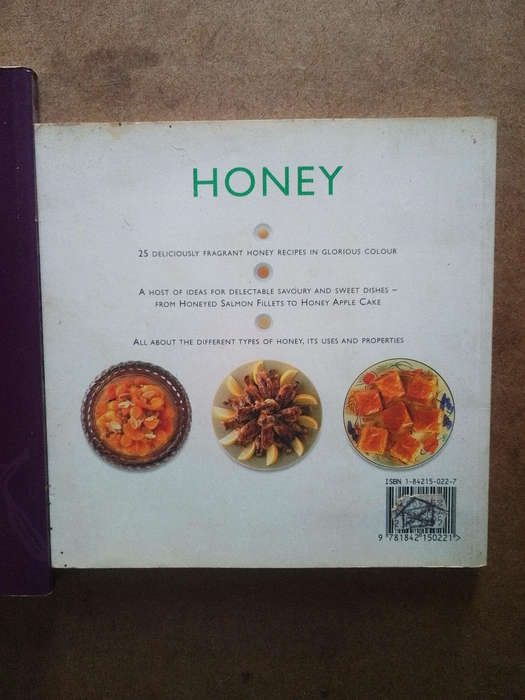 HONEY
25 DELICIOUSLY FRAGRANT HONEY RECIPES IN GLORIOUS COLOUR
A HOST OF IDEAS FOR DELECTABLE SAVOURY AND SWEET DISHES –
FROM HONEYED SALMON FILLETS TO HONEY APPLE CAKE
ALL ABOUT THE DIFFERENT TYPES OF HONEY, ITS USES AND PROPERTIES
ISBN 1-84215-022-7
9 781842 150221>